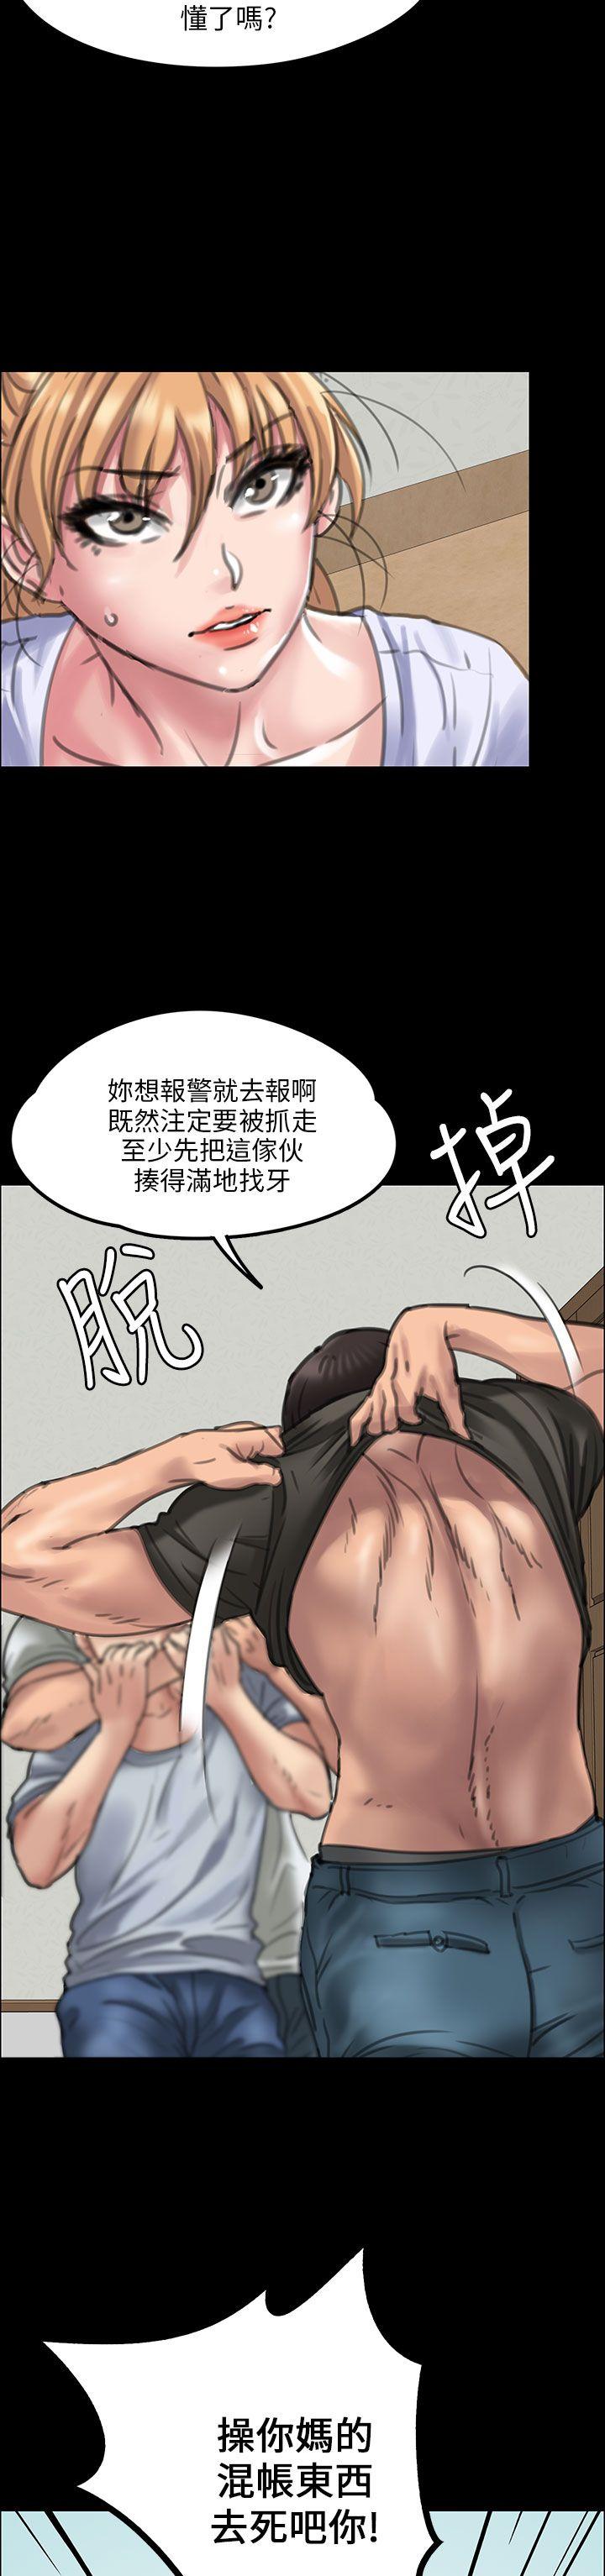 懂了嗎?
妳想報警就去報啊
既然注定要被抓走
至少先把這傢伙
揍得滿地找牙
脫
掉
操你媽的
混帳東西
去死吧你!